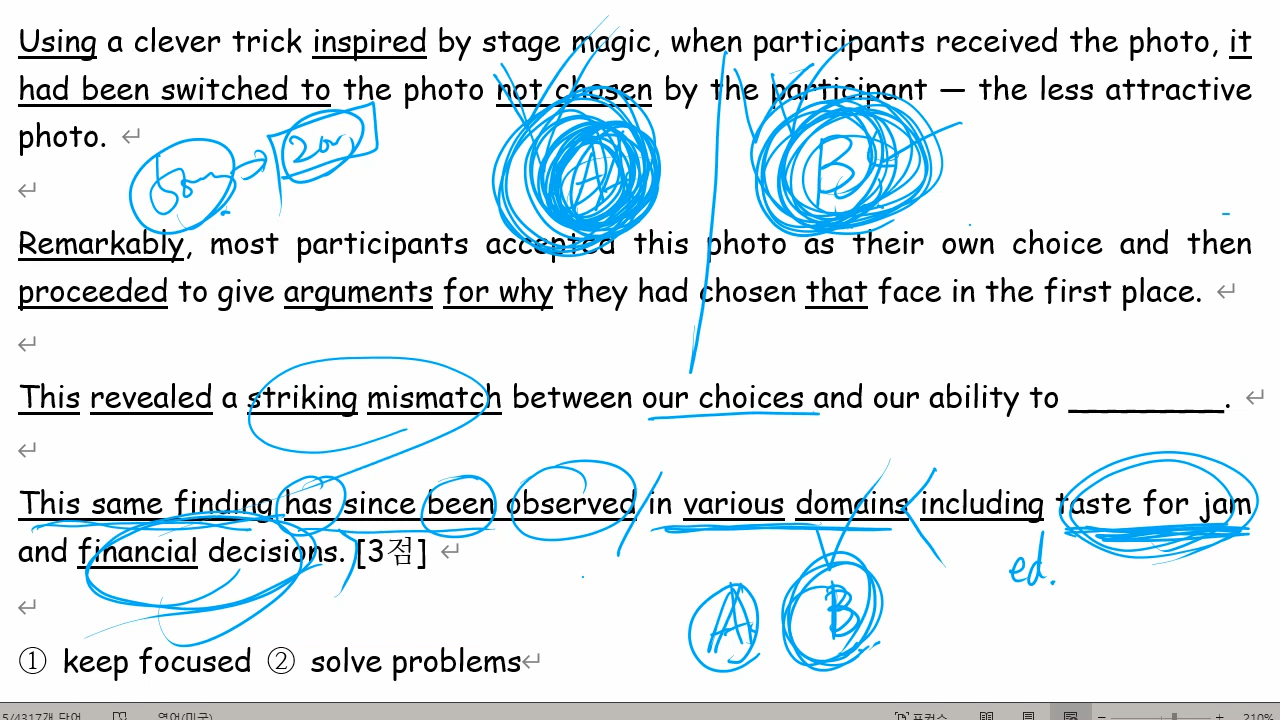 Using a clever trick inspired by stage magic, when participants received the photo, it
had been switched to the photo not chosen by the participant — the less attractive
photo.
A
B
Remarkably, most participants accepted this photo as their own choice and then
proceeded to give arguments for why they had chosen that face in the first place.
This revealed a striking mismatch between our choices and our ability to ________.
This same finding has since been observed in various domains including taste for jam
and financial decisions. [3점]
ed.
A
B
① keep focused ② solve problems
210%